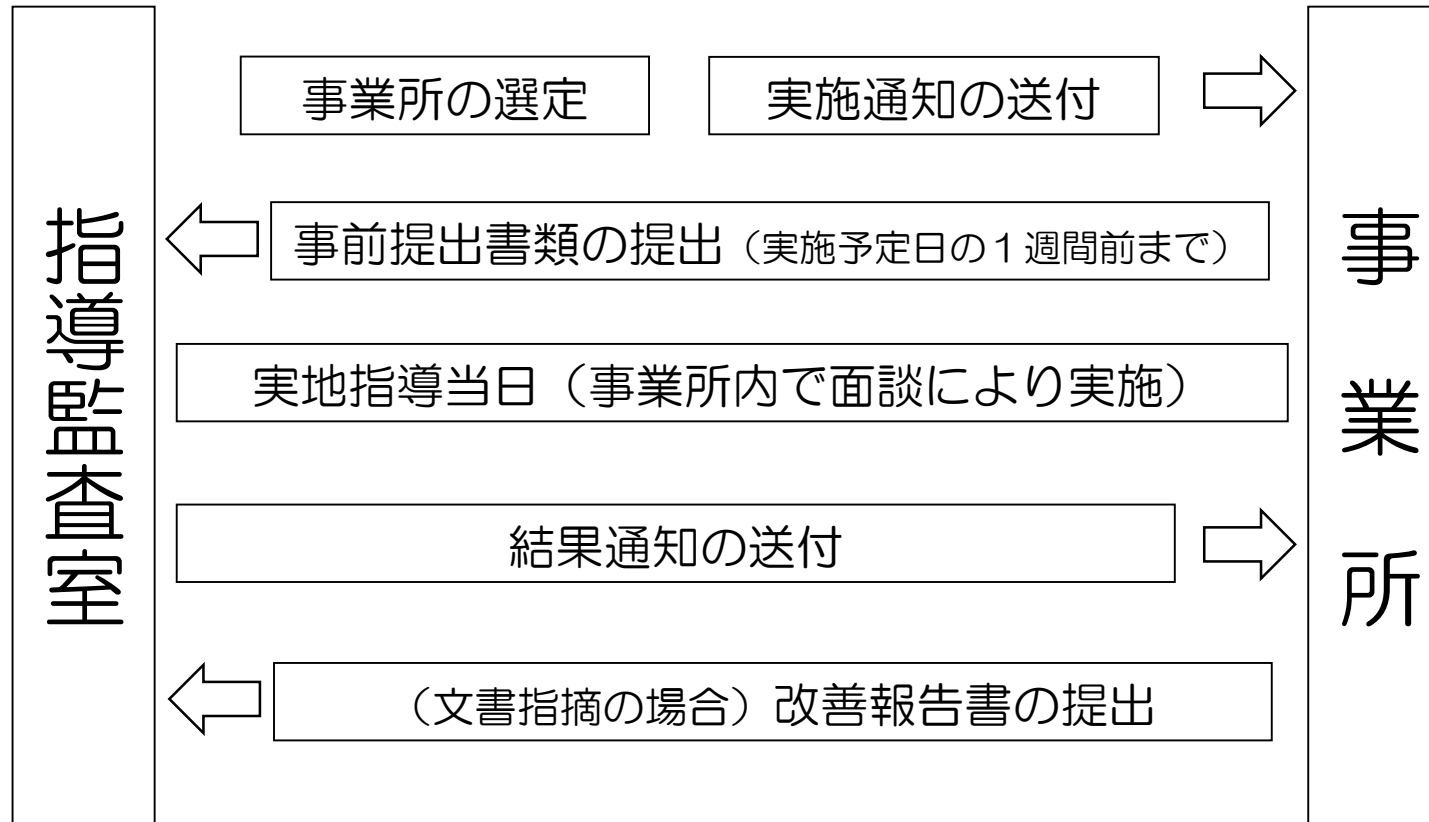 指導監査室
事業所の選定
実施通知の送付
事前提出書類の提出（実施予定日の１週間前まで）
実地指導当日（事業所内で面談により実施）
結果通知の送付
（文書指摘の場合）改善報告書の提出
事業所